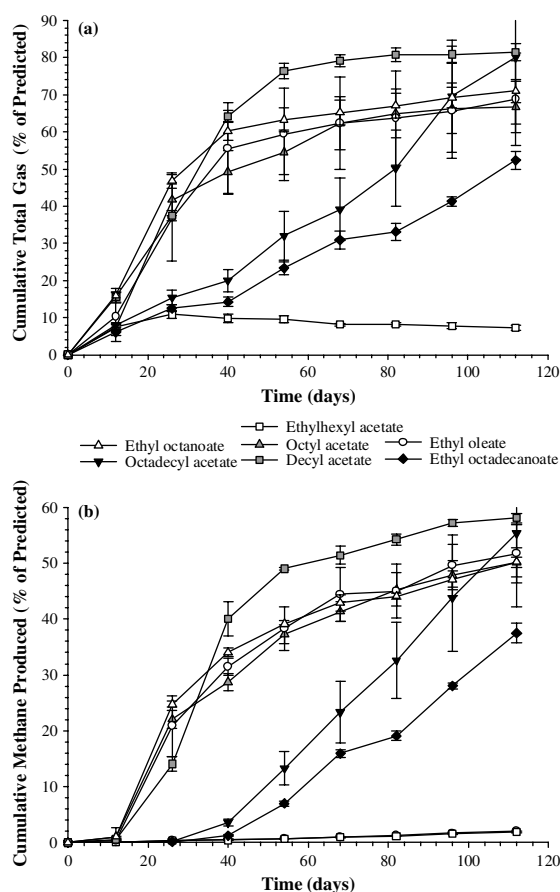 (a)
Cumulative Total Gas (% of Predicted)
90
80
70
60
50
40
30
20
10
0
0 20 40 60 80 100 120
Time (days)
Ethylhexyl acetate
Ethyl octanoate Octyl acetate Ethyl oleate
Octadecyl acetate Decyl acetate Ethyl octadecanoate
(b)
Cumulative Methane Produced (% of Predicted)
60
50
40
30
20
10
0
0 20 40 60 80 100 120
Time (days)